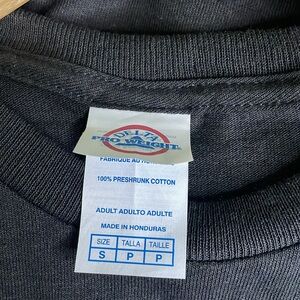 DELTA
PRO WEIGHT
FABRIQUE AU
100% PRESHRUNK COTTON
ADULT ADULTO ADULTE
MADE IN HONDURAS
SIZE TALLA TAILLE
S P P